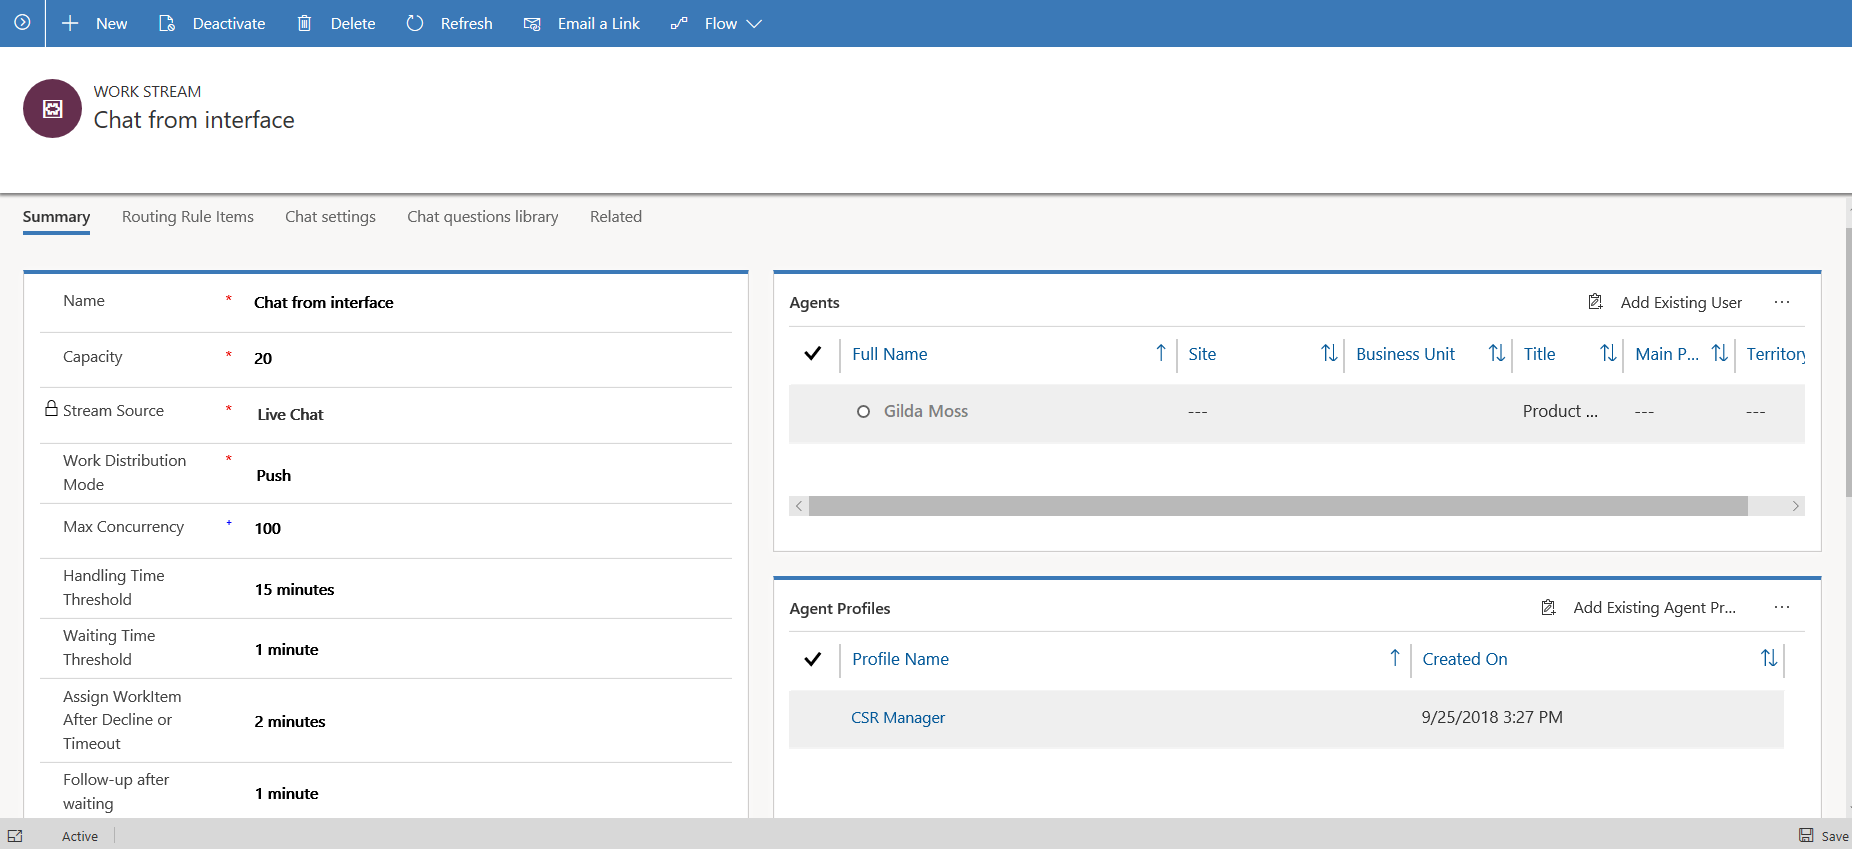 New Deactivate Delete Refresh Email a Link Flow
WORK STREAM
Chat from interface
Summary Routing Rule Items Chat settings Chat questions library Related
Name * Chat from interface
Capacity * 20
Stream Source * Live Chat
Work Distribution
Mode * Push
Max Concurrency + 100
Handling Time
Threshold 15 minutes
Waiting Time
Threshold 1 minute
Assign WorkItem
After Decline or
Timeout 2 minutes
Follow-up after
waiting 1 minute
Agents Add Existing User ...
Full Name Site Business Unit Title Main P... Territory
Gilda Moss --- Product ... --- ---
Agent Profiles Add Existing Agent Pr... ...
Profile Name Created On
CSR Manager 9/25/2018 3:27 PM
Active Save